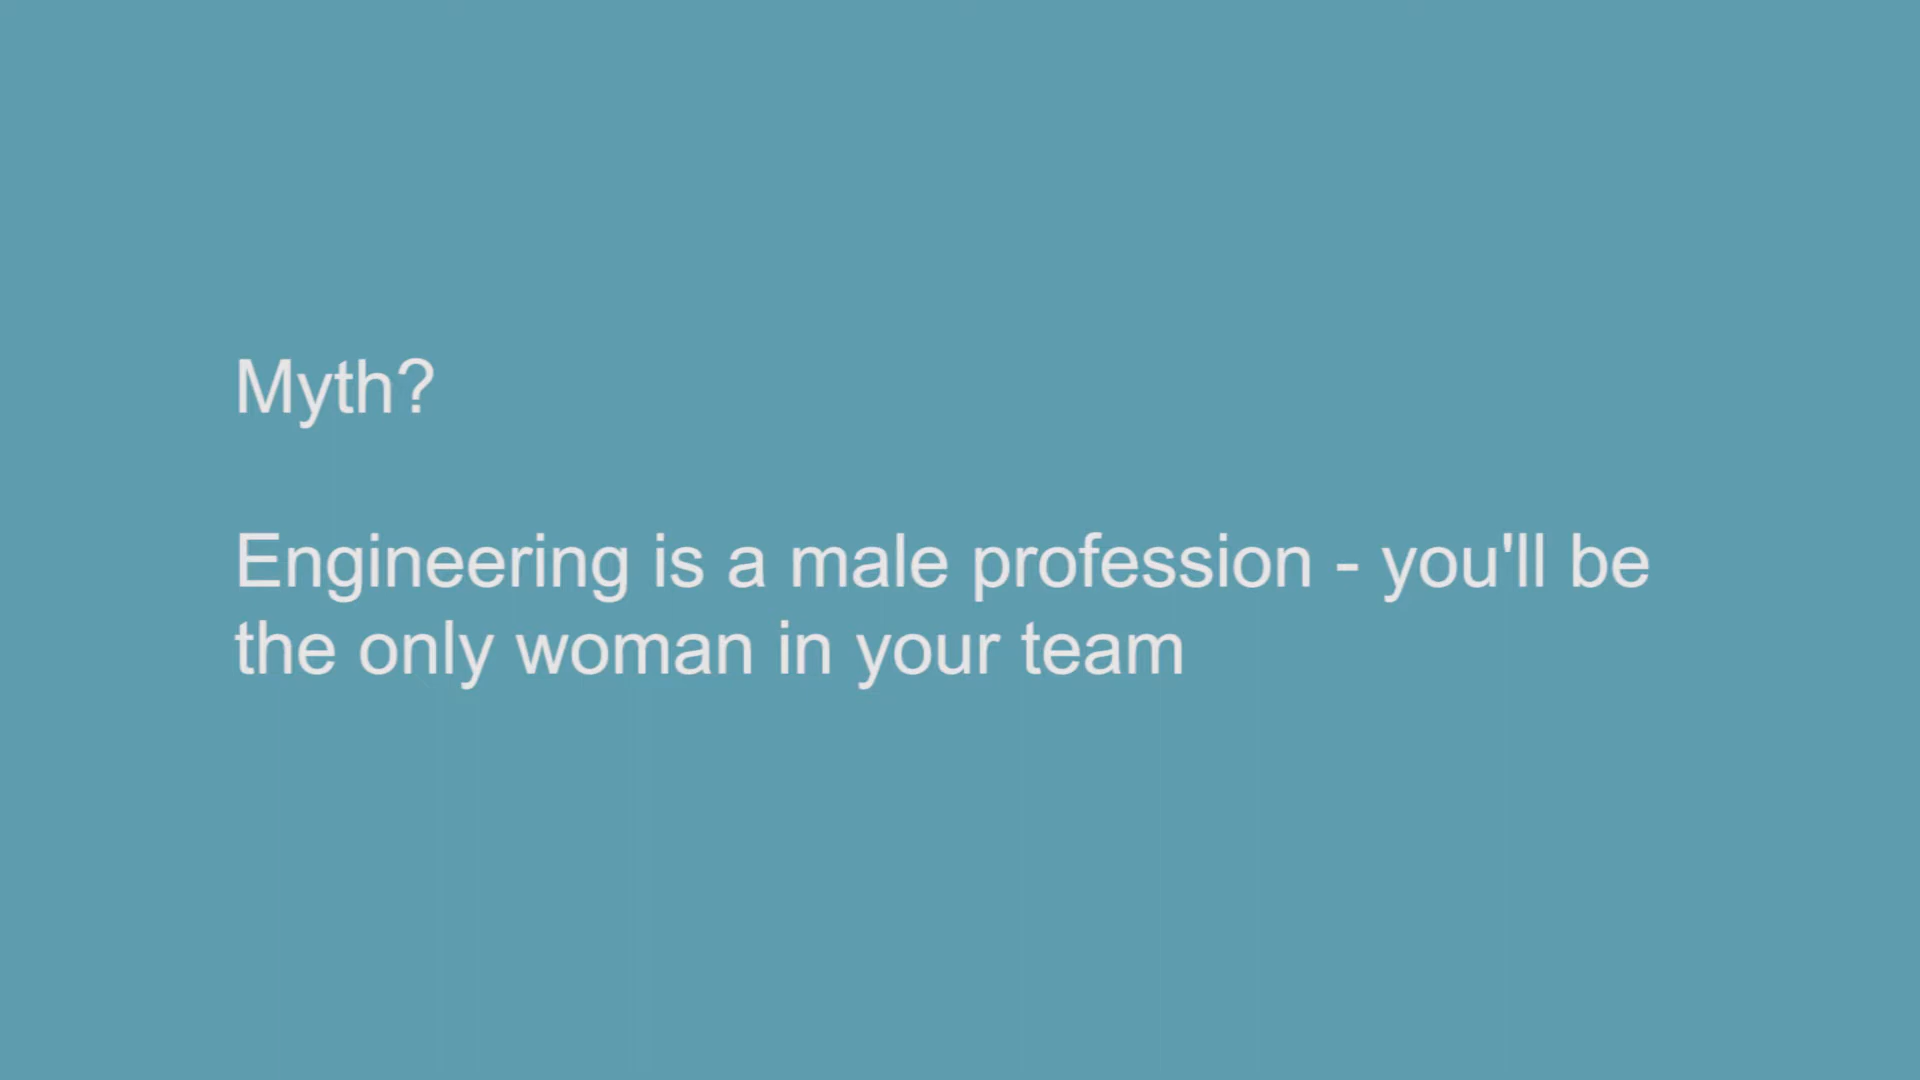 Myth?
Engineering is a male profession - you'll be
the only woman in your team